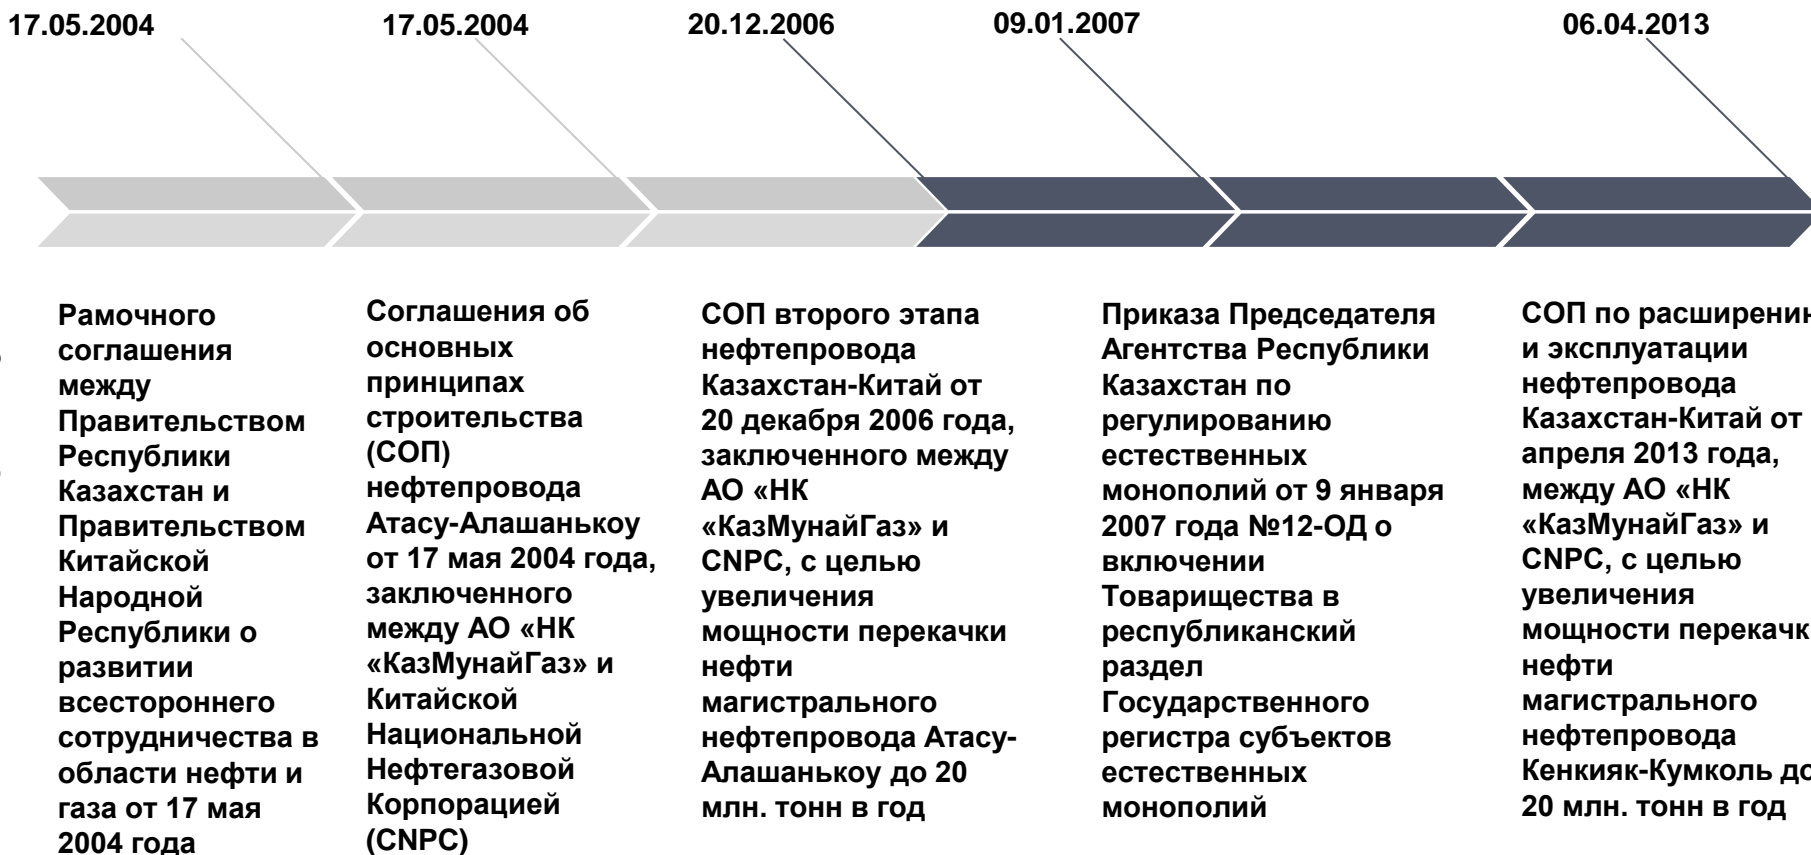 17.05.2004
17.05.2004
20.12.2006
09.01.2007
06.04.2013
Рамочного
соглашения
между
Правительством
Республики
Казахстан и
Правительством
Китайской
Народной
Республики о
развитии
всестороннего
сотрудничества в
области нефти и
газа от 17 мая
2004 года
Соглашения об
основных
принципах
строительства
(СОП)
нефтепровода
Атасу-Алашанькоу
от 17 мая 2004 года,
заключенного
между АО «НК
«КазМунайГаз» и
Китайской
Национальной
Нефтегазовой
Корпорацией
(CNPC)
СОП второго этапа
нефтепровода
Казахстан-Китай от
20 декабря 2006 года,
заключенного между
АО «НК
«КазМунайГаз» и
CNPC, с целью
увеличения
мощности перекачки
нефти
магистрального
нефтепровода Атасу-
Алашанькоу до 20
млн. тонн в год
Приказа Председателя
Агентства Республики
Казахстан по
регулированию
естественных
монополий от 9 января
2007 года №12-ОД о
включении
Товарищества в
республиканский
раздел
Государственного
регистра субъектов
естественных
монополий
СОП по расширени
и эксплуатации
нефтепровода
Казахстан-Китай от
апреля 2013 года,
между АО «НК
«КазМунайГаз» и
CNPC, с целью
увеличения
мощности перекачк
нефти
магистрального
нефтепровода
Кенкияк-Кумколь до
20 млн. тонн в год